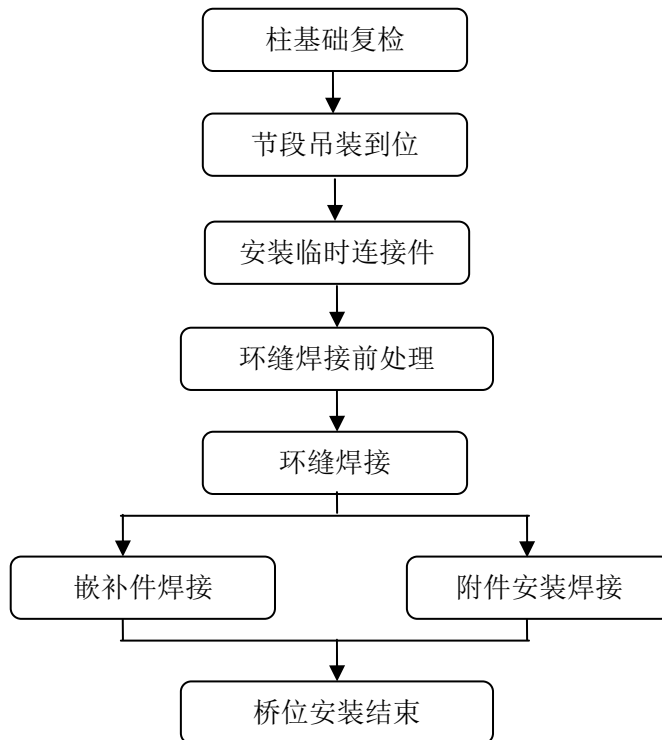 柱基础复检
节段吊装到位
安装临时连接件
环缝焊接前处理
环缝焊接
嵌补件焊接
附件安装焊接
桥位安装结束